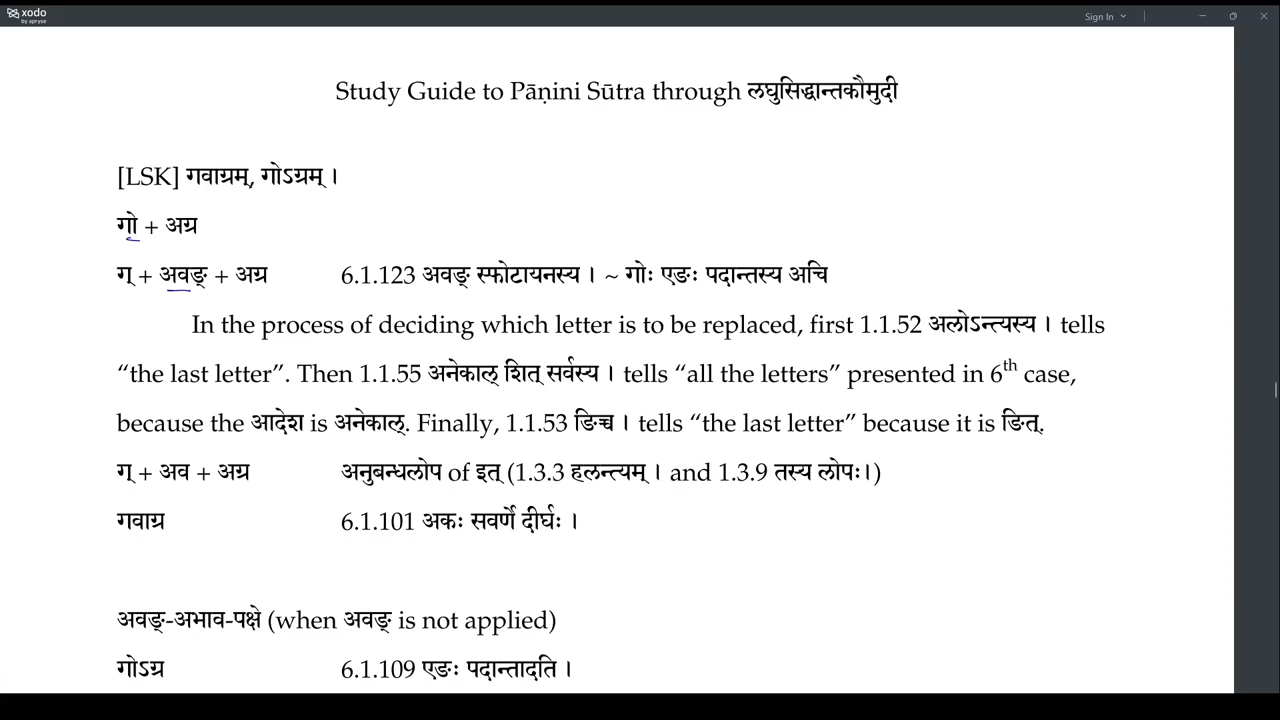 xodo
by apryse
Sign In
Study Guide to Pāṇini Sūtra through लघुसिद्धान्तकौमुदी
[LSK] गवाग्रम्, गोऽग्रम् ।
गो + अग्र
ग् + अवङ् + अग्र 6.1.123 अवङ् स्फोटायनस्य । ~ गोः एङः पदान्तस्य अचि
In the process of deciding which letter is to be replaced, first 1.1.52 अलोऽन्त्यस्य । tells
“the last letter”. Then 1.1.55 अनेकाल् शित् सर्वस्य । tells “all the letters” presented in 6th case,
because the आदेश is अनेकाल्. Finally, 1.1.53 ङिच्च । tells “the last letter” because it is ङित्.
ग् + अव + अग्र अनुबन्धलोप of इत् (1.3.3 हलन्त्यम् । and 1.3.9 तस्य लोपः।)
गवाग्र 6.1.101 अकः सवर्णे दीर्घः ।
अवङ्-अभाव-पक्षे (when अवङ् is not applied)
गोऽग्र 6.1.109 एङः पदान्तादति ।